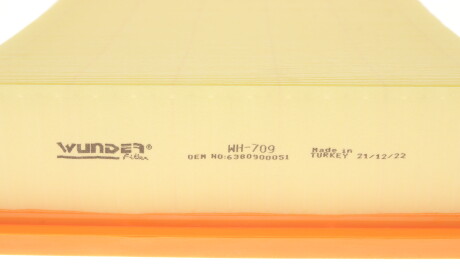 WUNDER®
Filter
WH-709
OEM NO:6380900051
Made in
TURKEY 21/12/22